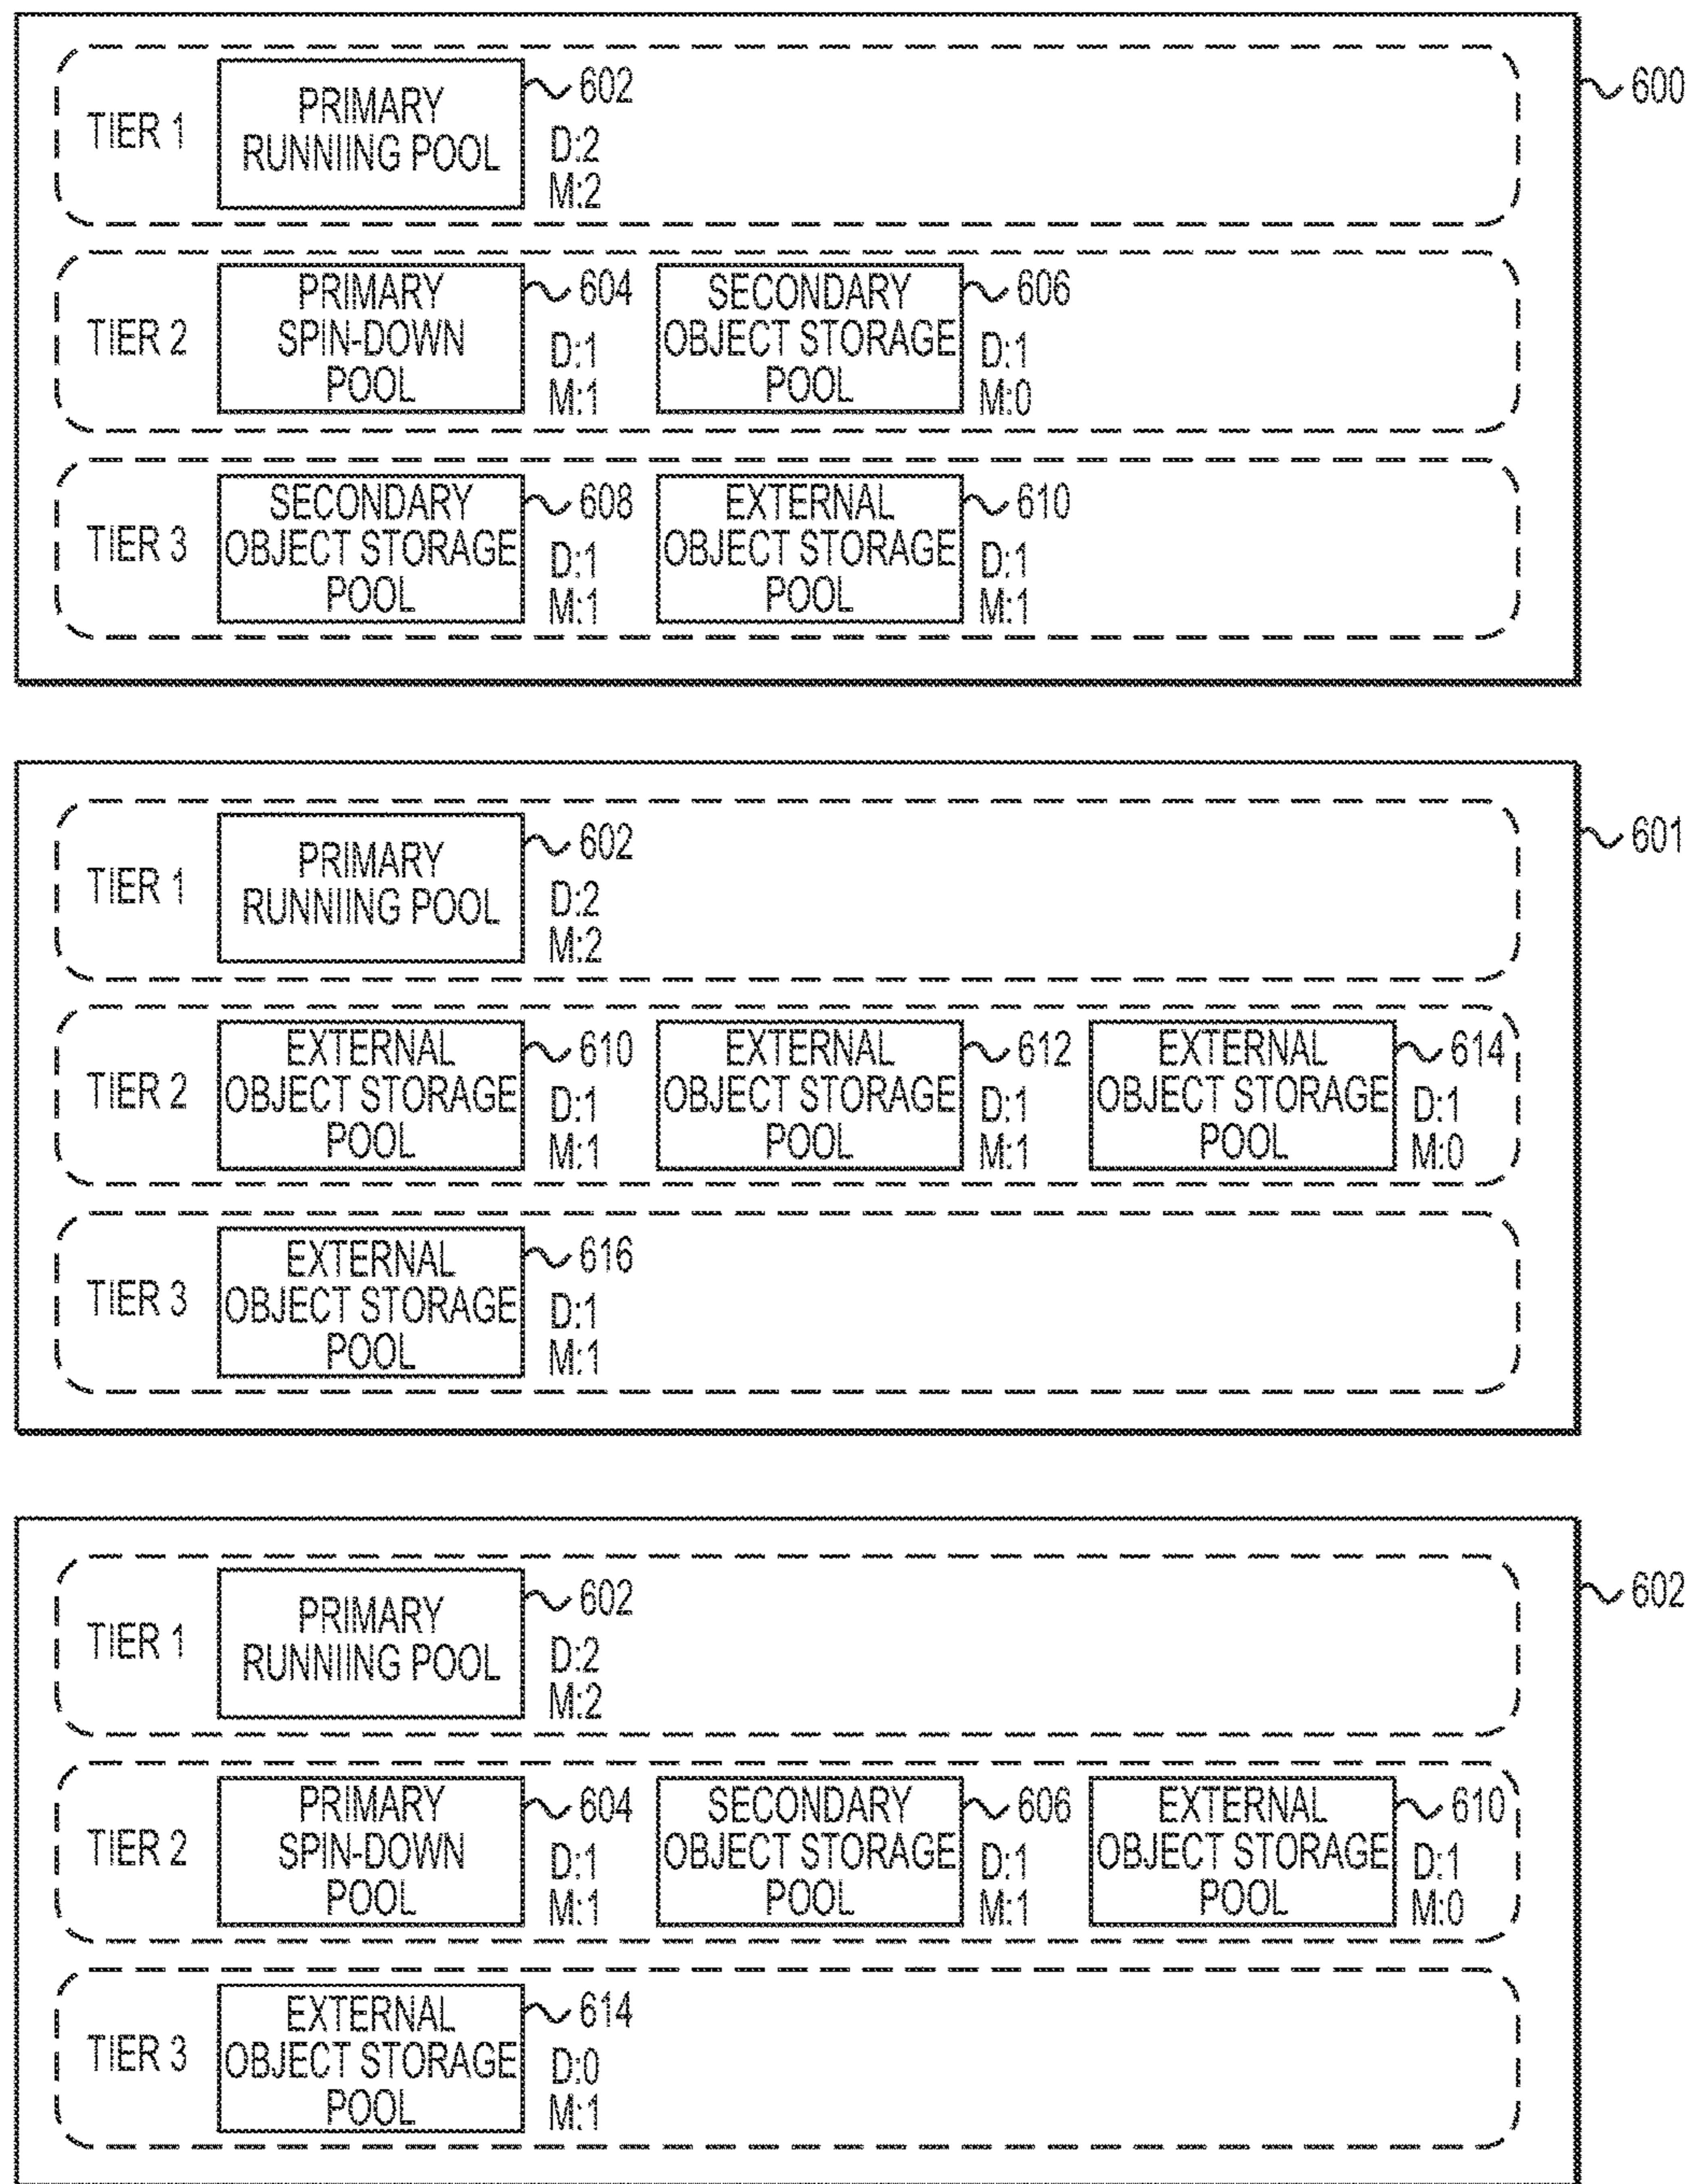 600
TIER 1
PRIMARY
RUNNIING POOL
602
D:2
M:2
TIER 2
PRIMARY
SPIN-DOWN
POOL
604
D:1
M:1
SECONDARY
OBJECT STORAGE
POOL
606
D:1
M:0
TIER 3
SECONDARY
OBJECT STORAGE
POOL
608
D:1
M:1
EXTERNAL
OBJECT STORAGE
POOL
610
D:1
M:1
601
TIER 1
PRIMARY
RUNNIING POOL
602
D:2
M:2
TIER 2
EXTERNAL
OBJECT STORAGE
POOL
610
D:1
M:1
EXTERNAL
OBJECT STORAGE
POOL
612
D:1
M:1
EXTERNAL
OBJECT STORAGE
POOL
614
D:1
M:0
TIER 3
EXTERNAL
OBJECT STORAGE
POOL
616
D:1
M:1
602
TIER 1
PRIMARY
RUNNIING POOL
602
D:2
M:2
TIER 2
PRIMARY
SPIN-DOWN
POOL
604
D:1
M:1
SECONDARY
OBJECT STORAGE
POOL
606
D:1
M:1
EXTERNAL
OBJECT STORAGE
POOL
610
D:1
M:0
TIER 3
EXTERNAL
OBJECT STORAGE
POOL
614
D:0
M:1